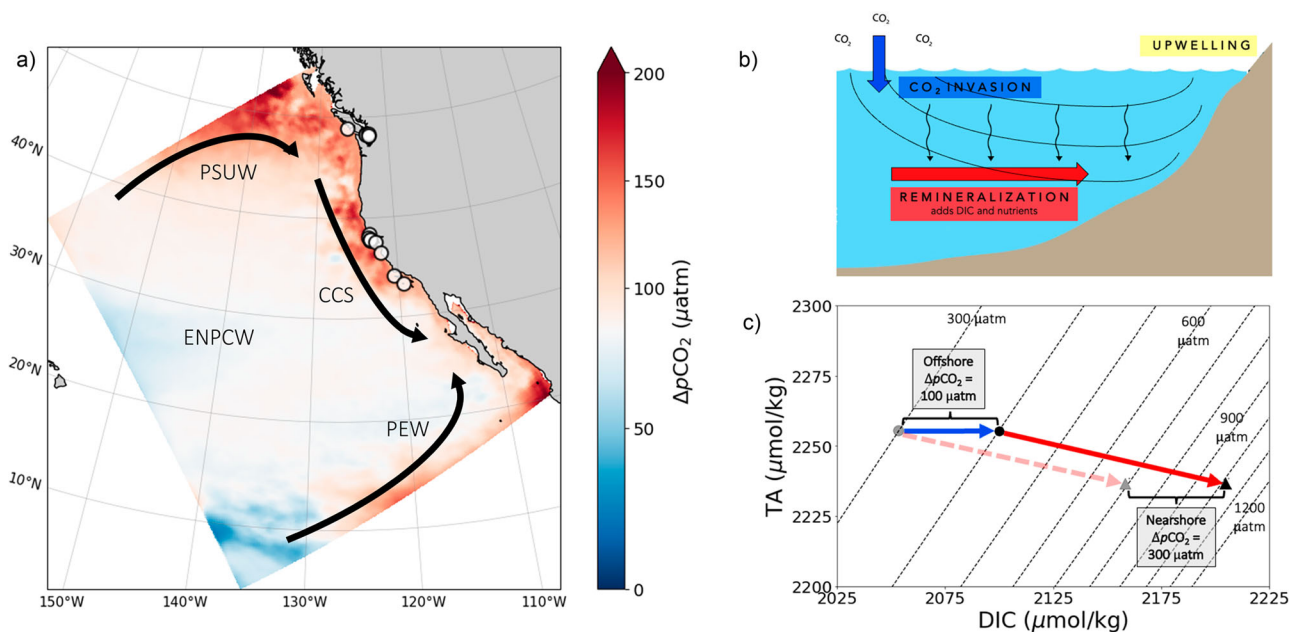 a)
40°N
30°N
20°N
10°N
150°W
140°W
130°W
120°W
110°W
PSUW
CCS
ENPCW
PEW
200
150
100
50
0
ΔpCO₂ (µatm)
b)
CO₂
CO₂
CO₂
UPWELLING
CO₂ INVASION
REMINERALIZATION
adds DIC and nutrients
c)
2300
2275
2250
2225
2200
TA (µmol/kg)
300 µatm
600
µatm
900
µatm
1200
µatm
Offshore
ΔpCO₂ =
100 µatm
Nearshore
ΔpCO₂ =
300 µatm
2025
2075
2125
2175
2225
DIC (µmol/kg)